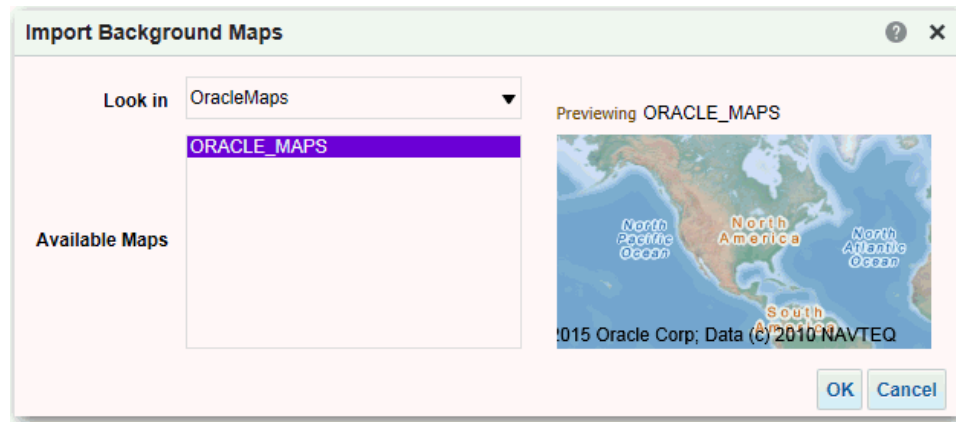 Import Background Maps
Look in OracleMaps
Previewing ORACLE_MAPS
Available Maps
ORACLE_MAPS
North
Pacific
Ocean
North
America
North
Atlantic
Ocean
South
America
2015 Oracle Corp; Data (c) 2010 NAVTEQ
OK Cancel